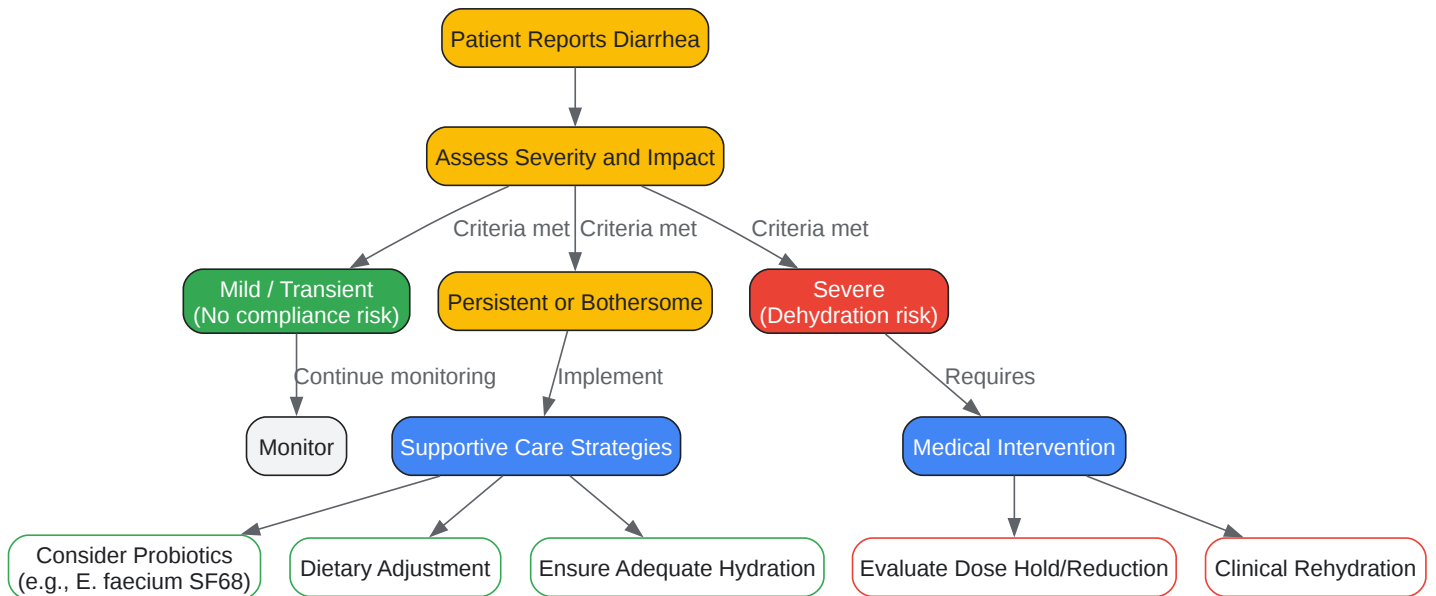 Patient Reports Diarrhea
Assess Severity and Impact
Criteria met
Criteria met
Criteria met
Mild / Transient
(No compliance risk)
Persistent or Bothersome
Severe
(Dehydration risk)
Continue monitoring
Implement
Requires
Monitor
Supportive Care Strategies
Medical Intervention
Consider Probiotics
(e.g., E. faecium SF68)
Dietary Adjustment
Ensure Adequate Hydration
Evaluate Dose Hold/Reduction
Clinical Rehydration